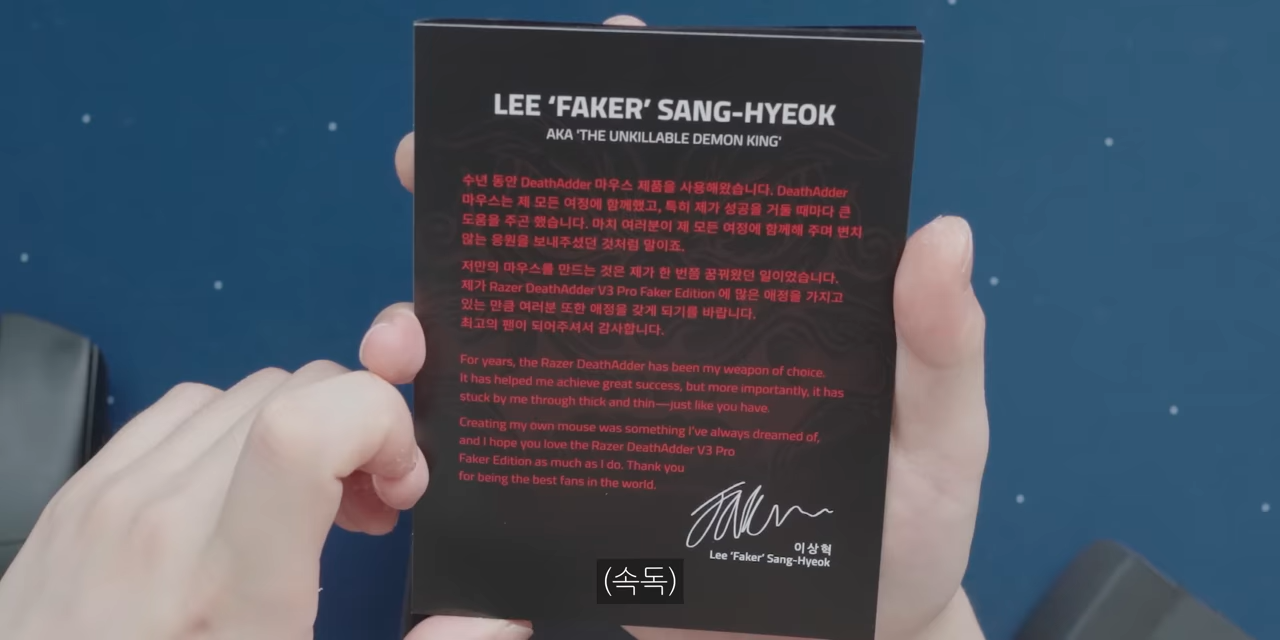 LEE ‘FAKER’ SANG-HYEOK
AKA 'THE UNKILLABLE DEMON KING'
수년 동안 DeathAdder 마우스 제품을 사용해왔습니다. DeathAdder
마우스는 제 모든 여정에 함께했고, 특히 제가 성공을 거둘 때마다 큰
도움을 주곤 했습니다. 마치 여러분이 제 모든 여정에 함께해 주며 변치
않는 응원을 보내주셨던 것처럼 말이죠.
저만의 마우스를 만드는 것은 제가 한 번쯤 꿈꿔왔던 일이었습니다.
제가 Razer DeathAdder V3 Pro Faker Edition 에 많은 애정을 가지고
있는 만큼 여러분 또한 애정을 갖게 되기를 바랍니다.
최고의 팬이 되어주셔서 감사합니다.
For years, the Razer DeathAdder has been my weapon of choice.
It has helped me achieve great success, but more importantly, it has
stuck by me through thick and thin—just like you have.
Creating my own mouse was something I’ve always dreamed of,
and I hope you love the Razer DeathAdder V3 Pro
Faker Edition as much as I do. Thank you
for being the best fans in the world.
Faker
이상혁
Lee ‘Faker’ Sang-Hyeok
(속독)